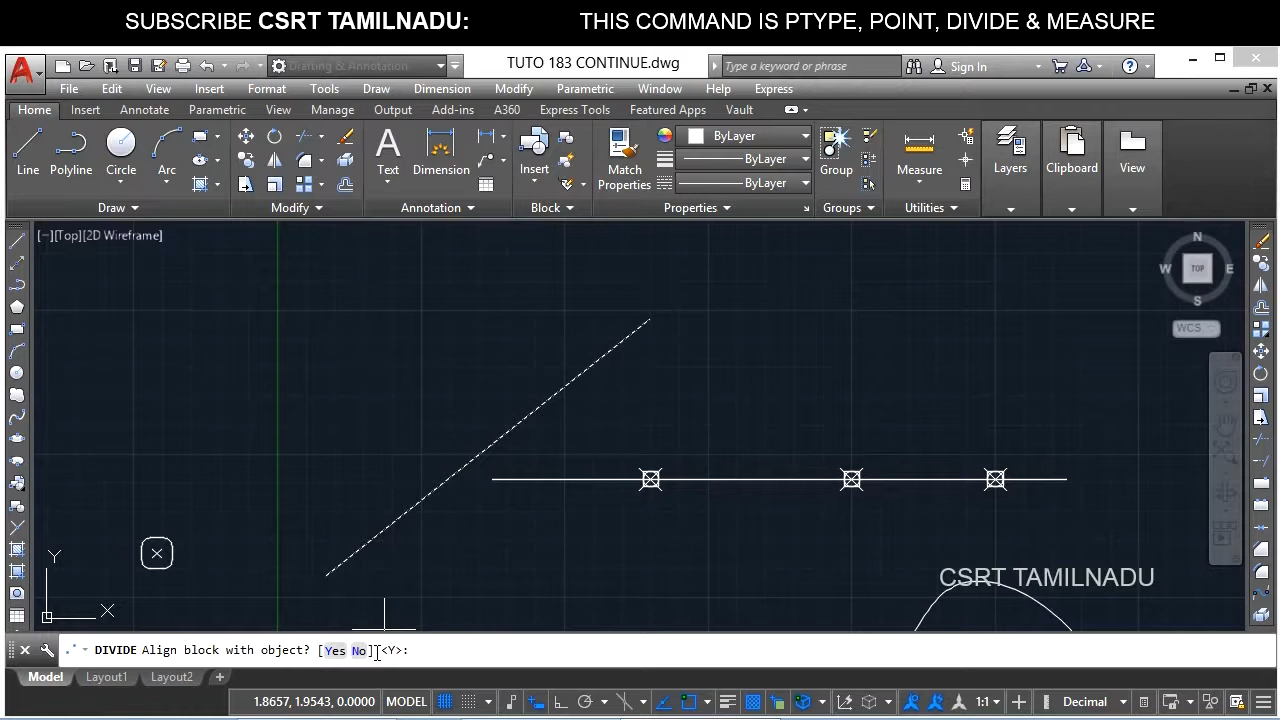 SUBSCRIBE CSRT TAMILNADU: THIS COMMAND IS PTYPE, POINT, DIVIDE & MEASURE
Drafting & Annotation TUTO 183 CONTINUE.dwg Type a keyword or phrase Sign In
File Edit View Insert Format Tools Draw Dimension Modify Parametric Window Help Express
Home Insert Annotate Parametric View Manage Output Add-ins A360 Express Tools Featured Apps Vault
Line Polyline Circle Arc Text Dimension Insert Match Properties ByLayer ByLayer ByLayer Group Measure Layers Clipboard View
Draw Modify Annotation Block Properties Groups Utilities
[−][Top][2D Wireframe]
N
W TOP E
S
WCS
Y
X
CSRT TAMILNADU
DIVIDE Align block with object? [Yes No] <Y>:
Model Layout1 Layout2 +
1.8657, 1.9543, 0.0000 MODEL 1:1 Decimal